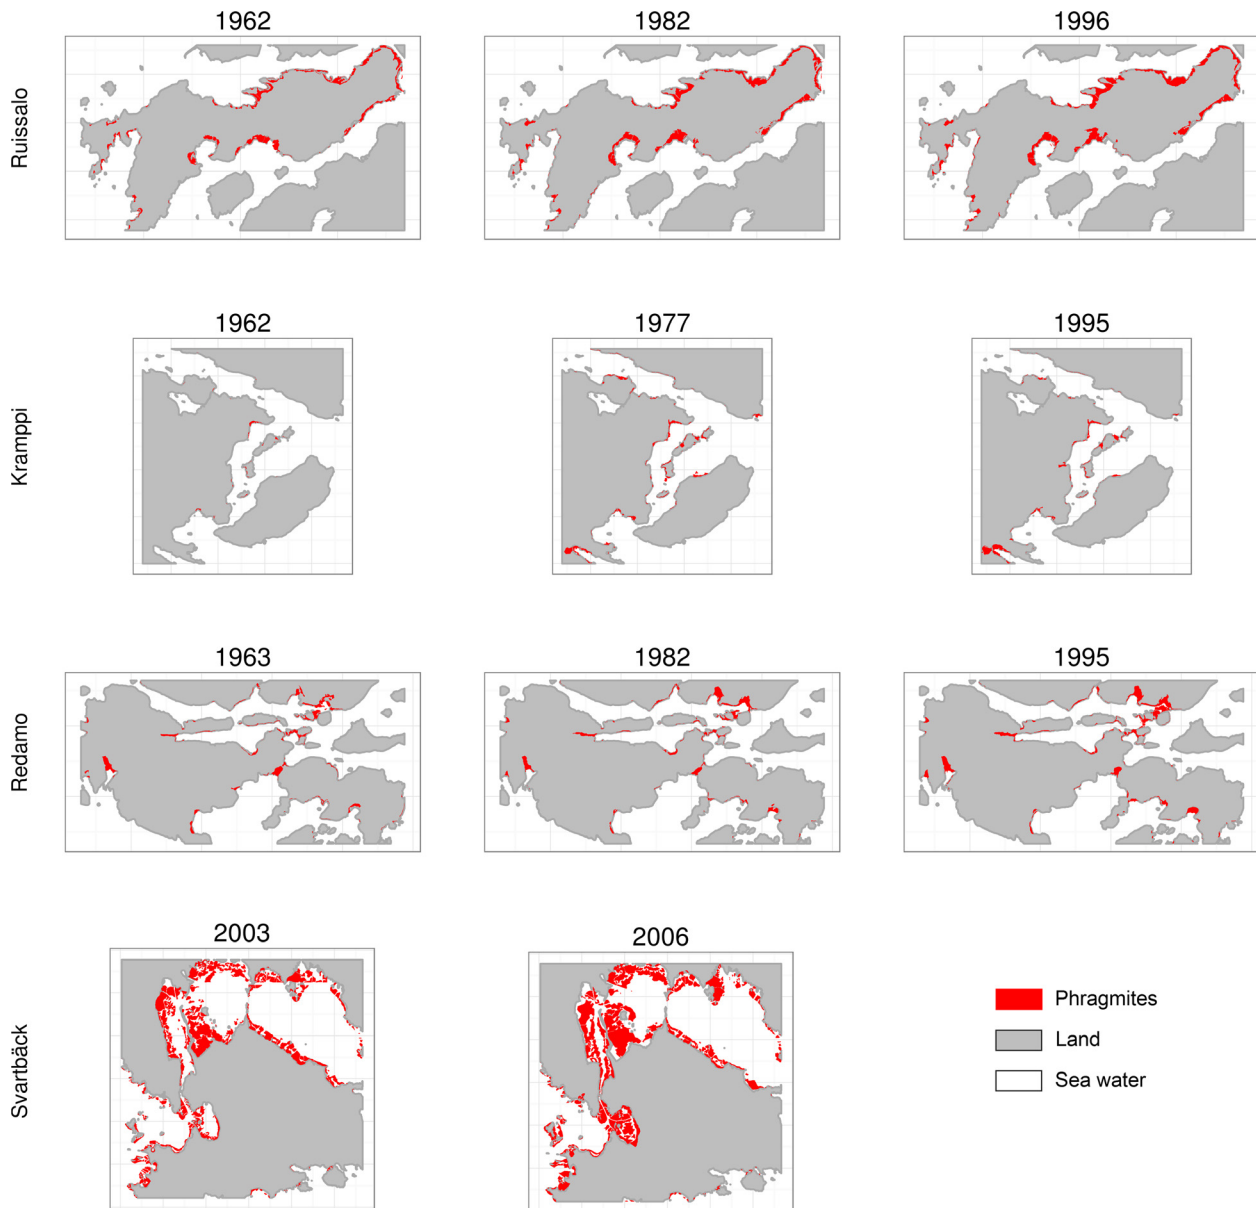 1962 1982 1996
Ruissalo
1962 1977 1995
Kramppi
1963 1982 1995
Redamo
2003 2006
Svartbäck
Phragmites
Land
Sea water